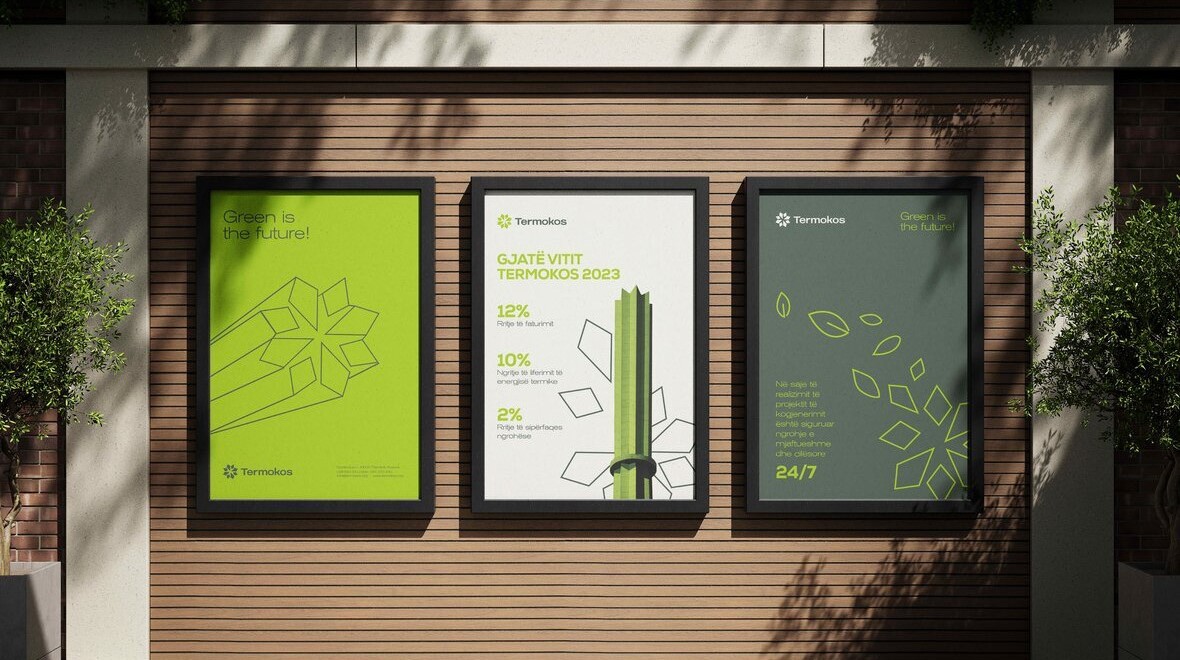 Green is
the future!
Termokos
Termokos
GJATË VITIT
TERMOKOS 2023
12%
Rritje të faturimit
10%
Ngritje të liferimit të
energjisë termike
2%
Rritje të sipërfaqes
ngrohëse
Termokos
Green is
the future!
Në saje të
realizimit të
projektit të
kogjenerimit
është siguruar
ngrohje e
mjaftueshme
dhe cilësore
24/7